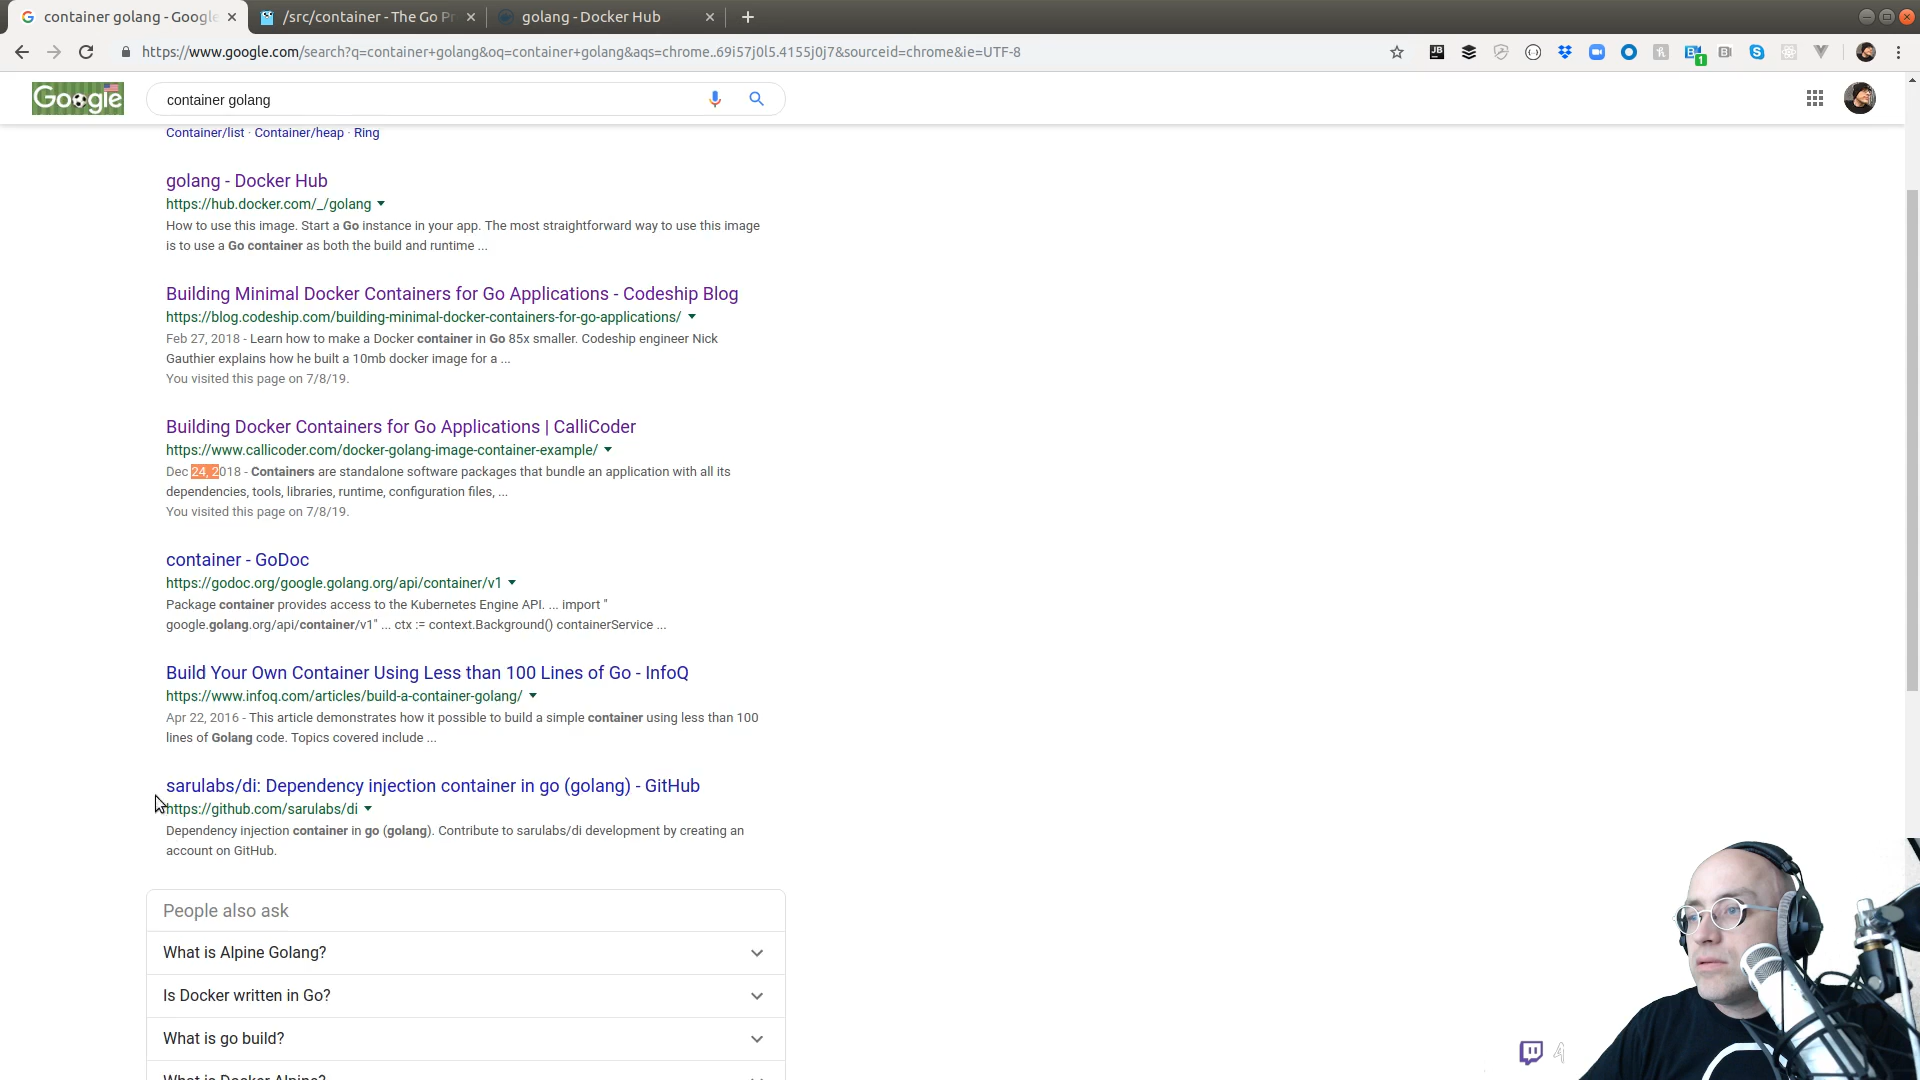 container golang - Google
/src/container - The Go Pr
golang - Docker Hub
https://www.google.com/search?q=container+golang&oq=container+golang&aqs=chrome..69i57j0l5.4155j0j7&sourceid=chrome&ie=UTF-8
Google
container golang
Container/list · Container/heap · Ring
golang - Docker Hub
https://hub.docker.com/_/golang
How to use this image. Start a Go instance in your app. The most straightforward way to use this image
is to use a Go container as both the build and runtime ...
Building Minimal Docker Containers for Go Applications - Codeship Blog
https://blog.codeship.com/building-minimal-docker-containers-for-go-applications/
Feb 27, 2018 - Learn how to make a Docker container in Go 85x smaller. Codeship engineer Nick
Gauthier explains how he built a 10mb docker image for a ...
You visited this page on 7/8/19.
Building Docker Containers for Go Applications | CalliCoder
https://www.callicoder.com/docker-golang-image-container-example/
Dec 24, 2018 - Containers are standalone software packages that bundle an application with all its
dependencies, tools, libraries, runtime, configuration files, ...
You visited this page on 7/8/19.
container - GoDoc
https://godoc.org/google.golang.org/api/container/v1
Package container provides access to the Kubernetes Engine API. ... import "
google.golang.org/api/container/v1" ... ctx := context.Background() containerService ...
Build Your Own Container Using Less than 100 Lines of Go - InfoQ
https://www.infoq.com/articles/build-a-container-golang/
Apr 22, 2016 - This article demonstrates how it possible to build a simple container using less than 100
lines of Golang code. Topics covered include ...
sarulabs/di: Dependency injection container in go (golang) - GitHub
https://github.com/sarulabs/di
Dependency injection container in go (golang). Contribute to sarulabs/di development by creating an
account on GitHub.
People also ask
What is Alpine Golang?
Is Docker written in Go?
What is go build?
What is Docker Alpine?